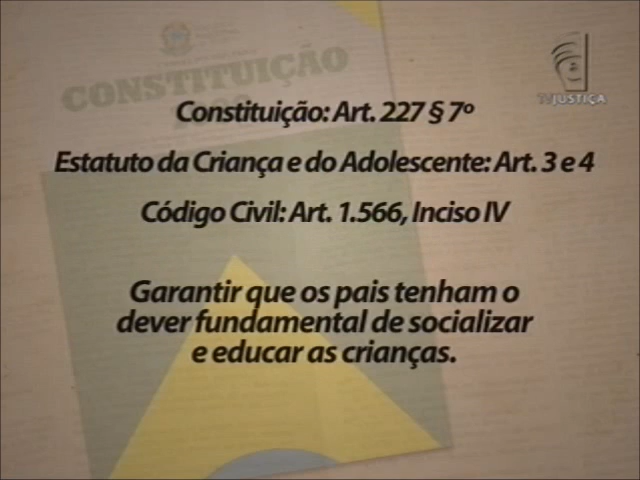 CONSTITUIÇÃO
TV JUSTIÇA
Constituição: Art. 227 § 7º
Estatuto da Criança e do Adolescente: Art. 3 e 4
Código Civil: Art. 1.566, Inciso IV
Garantir que os pais tenham o
dever fundamental de socializar
e educar as crianças.